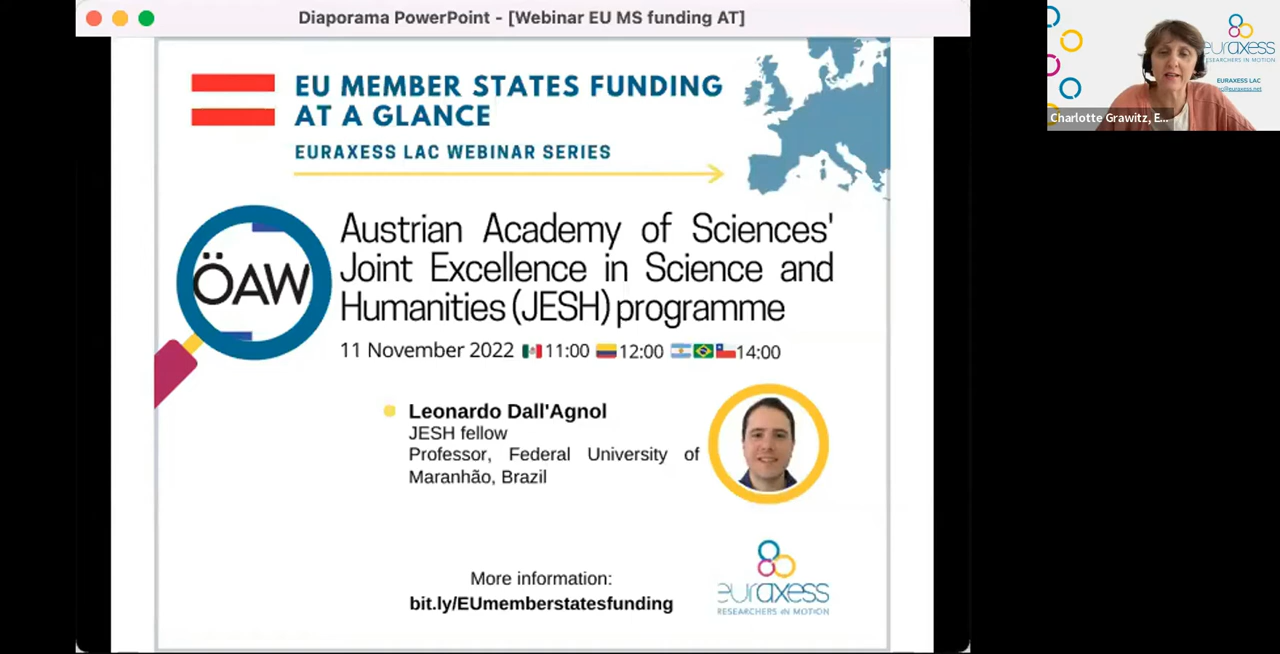 Diaporama PowerPoint - [Webinar EU MS funding AT]
EU MEMBER STATES FUNDING
AT A GLANCE
EURAXESS LAC WEBINAR SERIES
ÖAW
Austrian Academy of Sciences'
Joint Excellence in Science and
Humanities (JESH) programme
11 November 2022 11:00 12:00 14:00
Leonardo Dall'Agnol
JESH fellow
Professor, Federal University of
Maranhão, Brazil
More information:
bit.ly/EUmemberstatesfunding
euraxess
RESEARCHERS IN MOTION
euraxess
RESEARCHERS IN MOTION
EURAXESS LAC
Charlotte Grawitz, E...